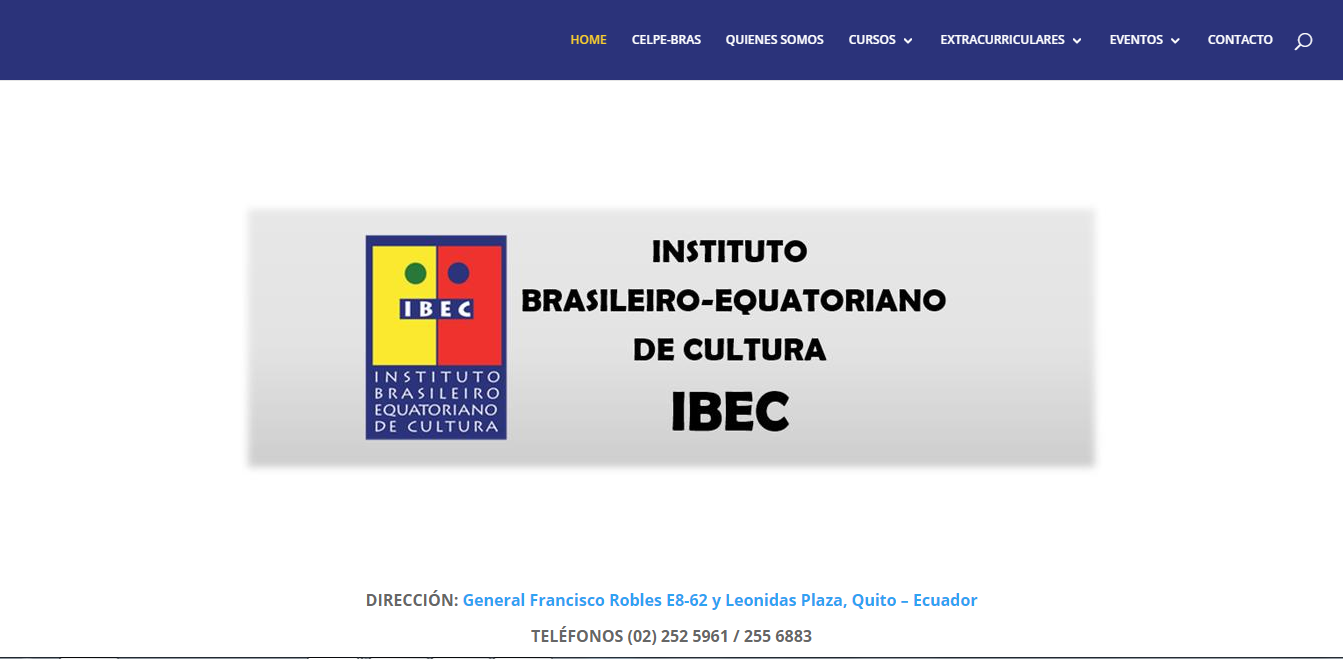 HOME CELPE-BRAS QUIENES SOMOS CURSOS EXTRACURRICULARES EVENTOS CONTACTO
IBEC
INSTITUTO
BRASILEIRO
EQUATORIANO
DE CULTURA
INSTITUTO
BRASILEIRO-EQUATORIANO
DE CULTURA
IBEC
DIRECCIÓN: General Francisco Robles E8-62 y Leonidas Plaza, Quito – Ecuador
TELÉFONOS (02) 252 5961 / 255 6883